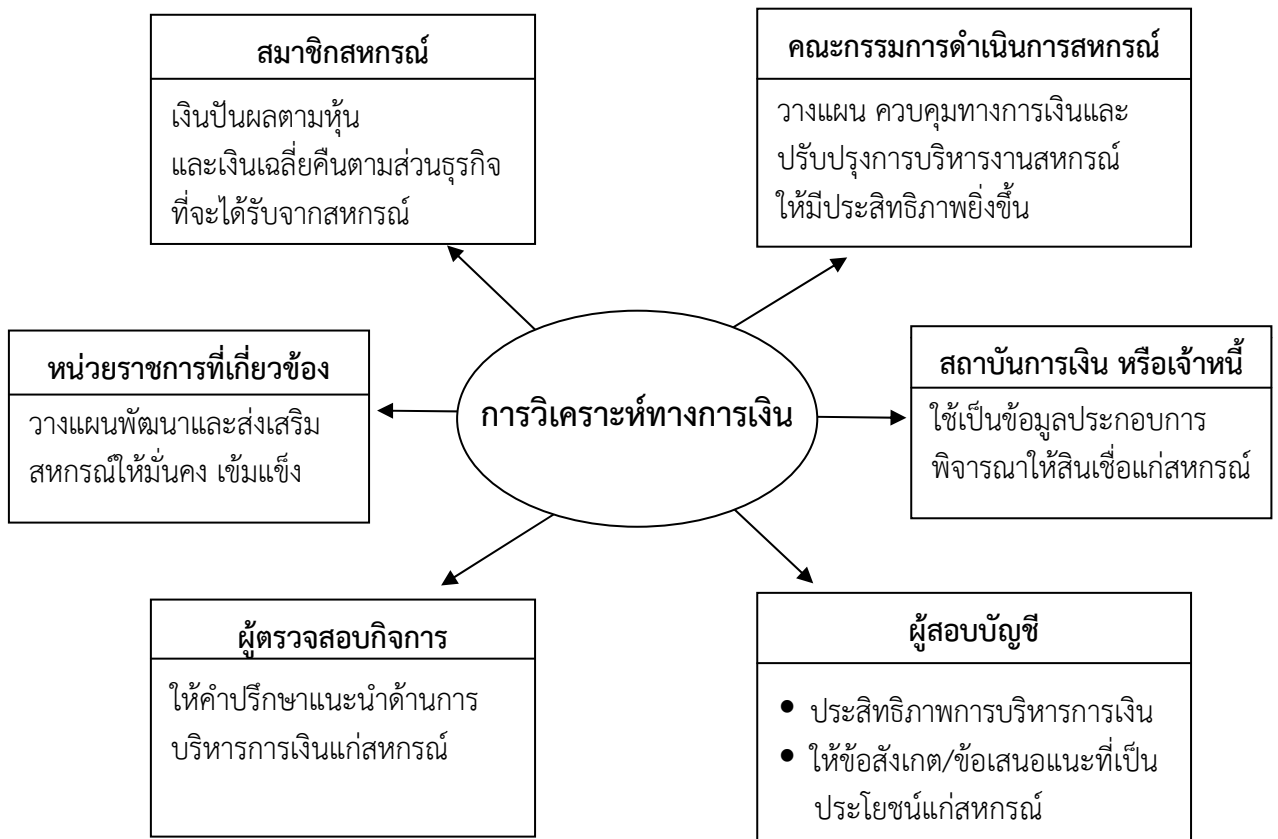 สมาชิกสหกรณ์
เงินปันผลตามหุ้น
และเงินเฉลี่ยคืนตามส่วนธุรกิจ
ที่จะได้รับจากสหกรณ์
คณะกรรมการดำเนินการสหกรณ์
วางแผน ควบคุมทางการเงินและ
ปรับปรุงการบริหารงานสหกรณ์
ให้มีประสิทธิภาพยิ่งขึ้น
หน่วยราชการที่เกี่ยวข้อง
วางแผนพัฒนาและส่งเสริม
สหกรณ์ให้มั่นคง เข้มแข็ง
การวิเคราะห์ทางการเงิน
สถาบันการเงิน หรือเจ้าหนี้
ใช้เป็นข้อมูลประกอบการ
พิจารณาให้สินเชื่อแก่สหกรณ์
ผู้ตรวจสอบกิจการ
ให้คำปรึกษาแนะนำด้านการ
บริหารการเงินแก่สหกรณ์
ผู้สอบบัญชี
• ประสิทธิภาพการบริหารการเงิน
• ให้ข้อสังเกต/ข้อเสนอแนะที่เป็น
ประโยชน์แก่สหกรณ์